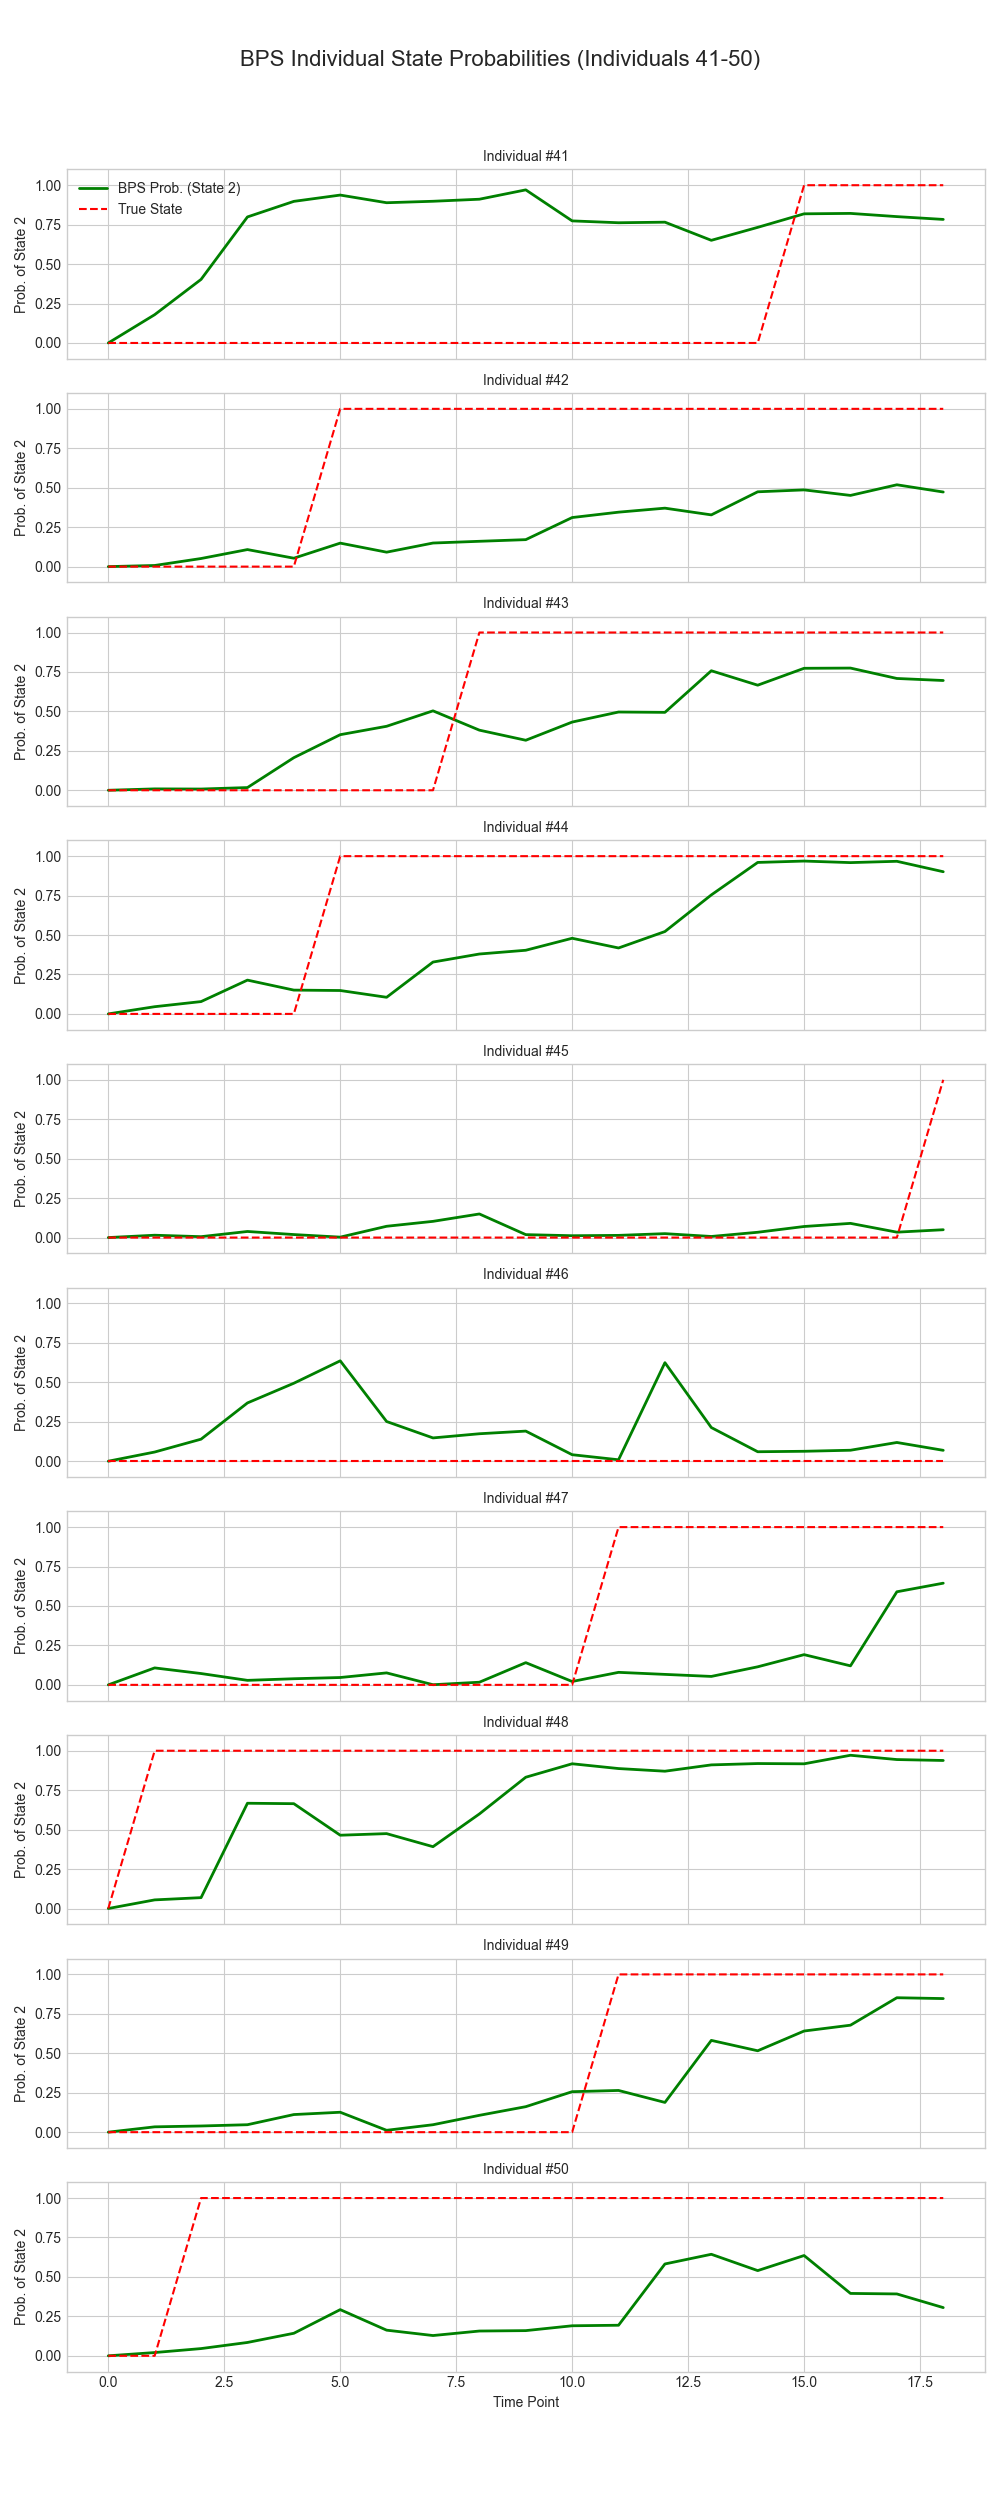 BPS Individual State Probabilities (Individuals 41-50)
Individual #41
BPS Prob. (State 2)
True State
Prob. of State 2
1.00
0.75
0.50
0.25
0.00
Individual #42
Prob. of State 2
1.00
0.75
0.50
0.25
0.00
Individual #43
Prob. of State 2
1.00
0.75
0.50
0.25
0.00
Individual #44
Prob. of State 2
1.00
0.75
0.50
0.25
0.00
Individual #45
Prob. of State 2
1.00
0.75
0.50
0.25
0.00
Individual #46
Prob. of State 2
1.00
0.75
0.50
0.25
0.00
Individual #47
Prob. of State 2
1.00
0.75
0.50
0.25
0.00
Individual #48
Prob. of State 2
1.00
0.75
0.50
0.25
0.00
Individual #49
Prob. of State 2
1.00
0.75
0.50
0.25
0.00
Individual #50
Prob. of State 2
1.00
0.75
0.50
0.25
0.00
0.0 2.5 5.0 7.5 10.0 12.5 15.0 17.5
Time Point